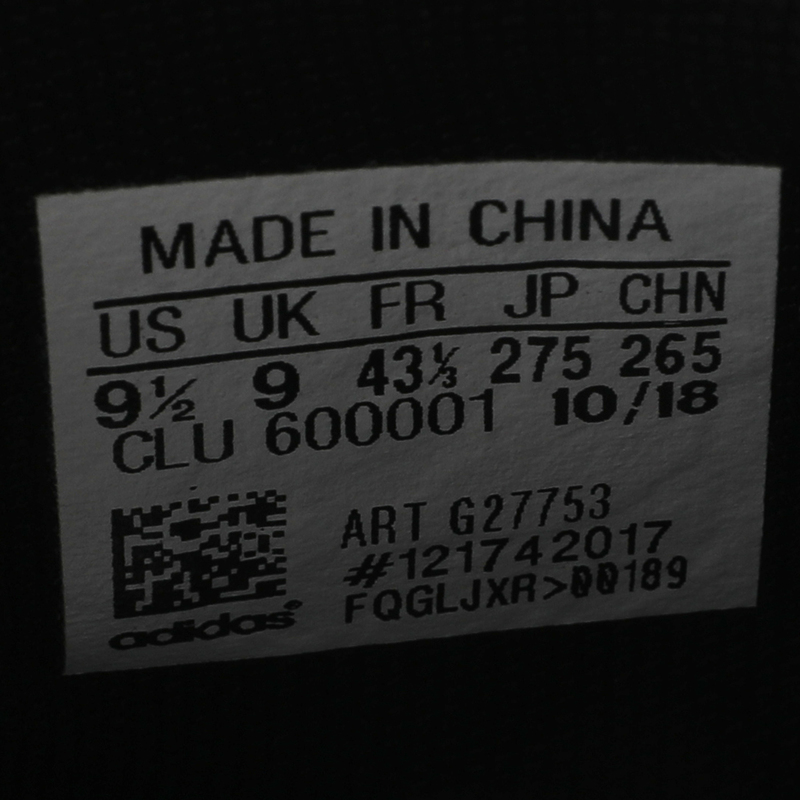 MADE IN CHINA
US UK FR JP CHN
9½ 9 43⅓ 275 265
CLU 600001 10/18
ART G27753
#121742017
FQGLJXR>00189
adidas®